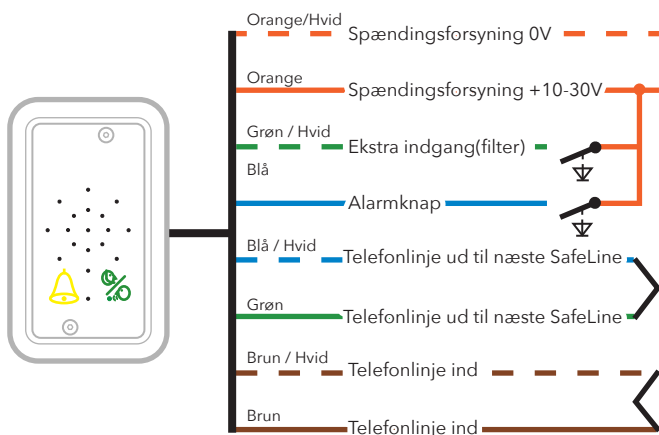 Orange/Hvid
Spændingsforsyning 0V
Orange
Spændingsforsyning +10-30V
Grøn / Hvid
Ekstra indgang(filter)
Blå
Alarmknap
Blå / Hvid
Telefonlinje ud til næste SafeLine
Grøn
Telefonlinje ud til næste SafeLine
Brun / Hvid
Telefonlinje ind
Brun
Telefonlinje ind